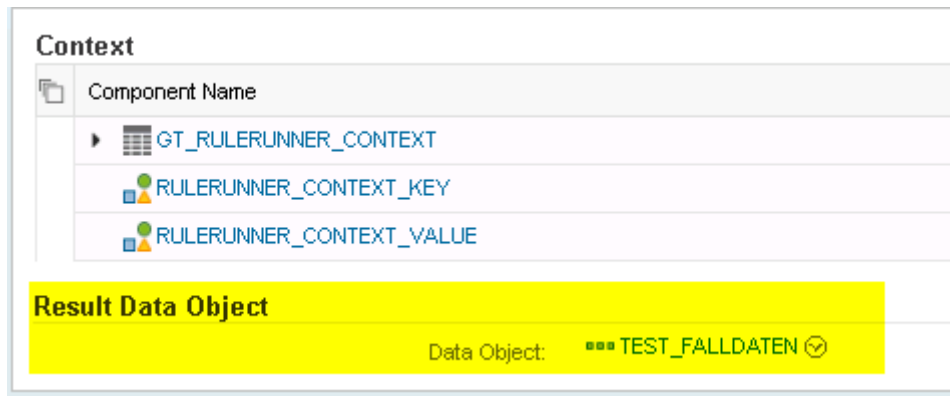 Context
Component Name
GT_RULERUNNER_CONTEXT
RULERUNNER_CONTEXT_KEY
RULERUNNER_CONTEXT_VALUE
Result Data Object
Data Object: TEST_FALLDATEN